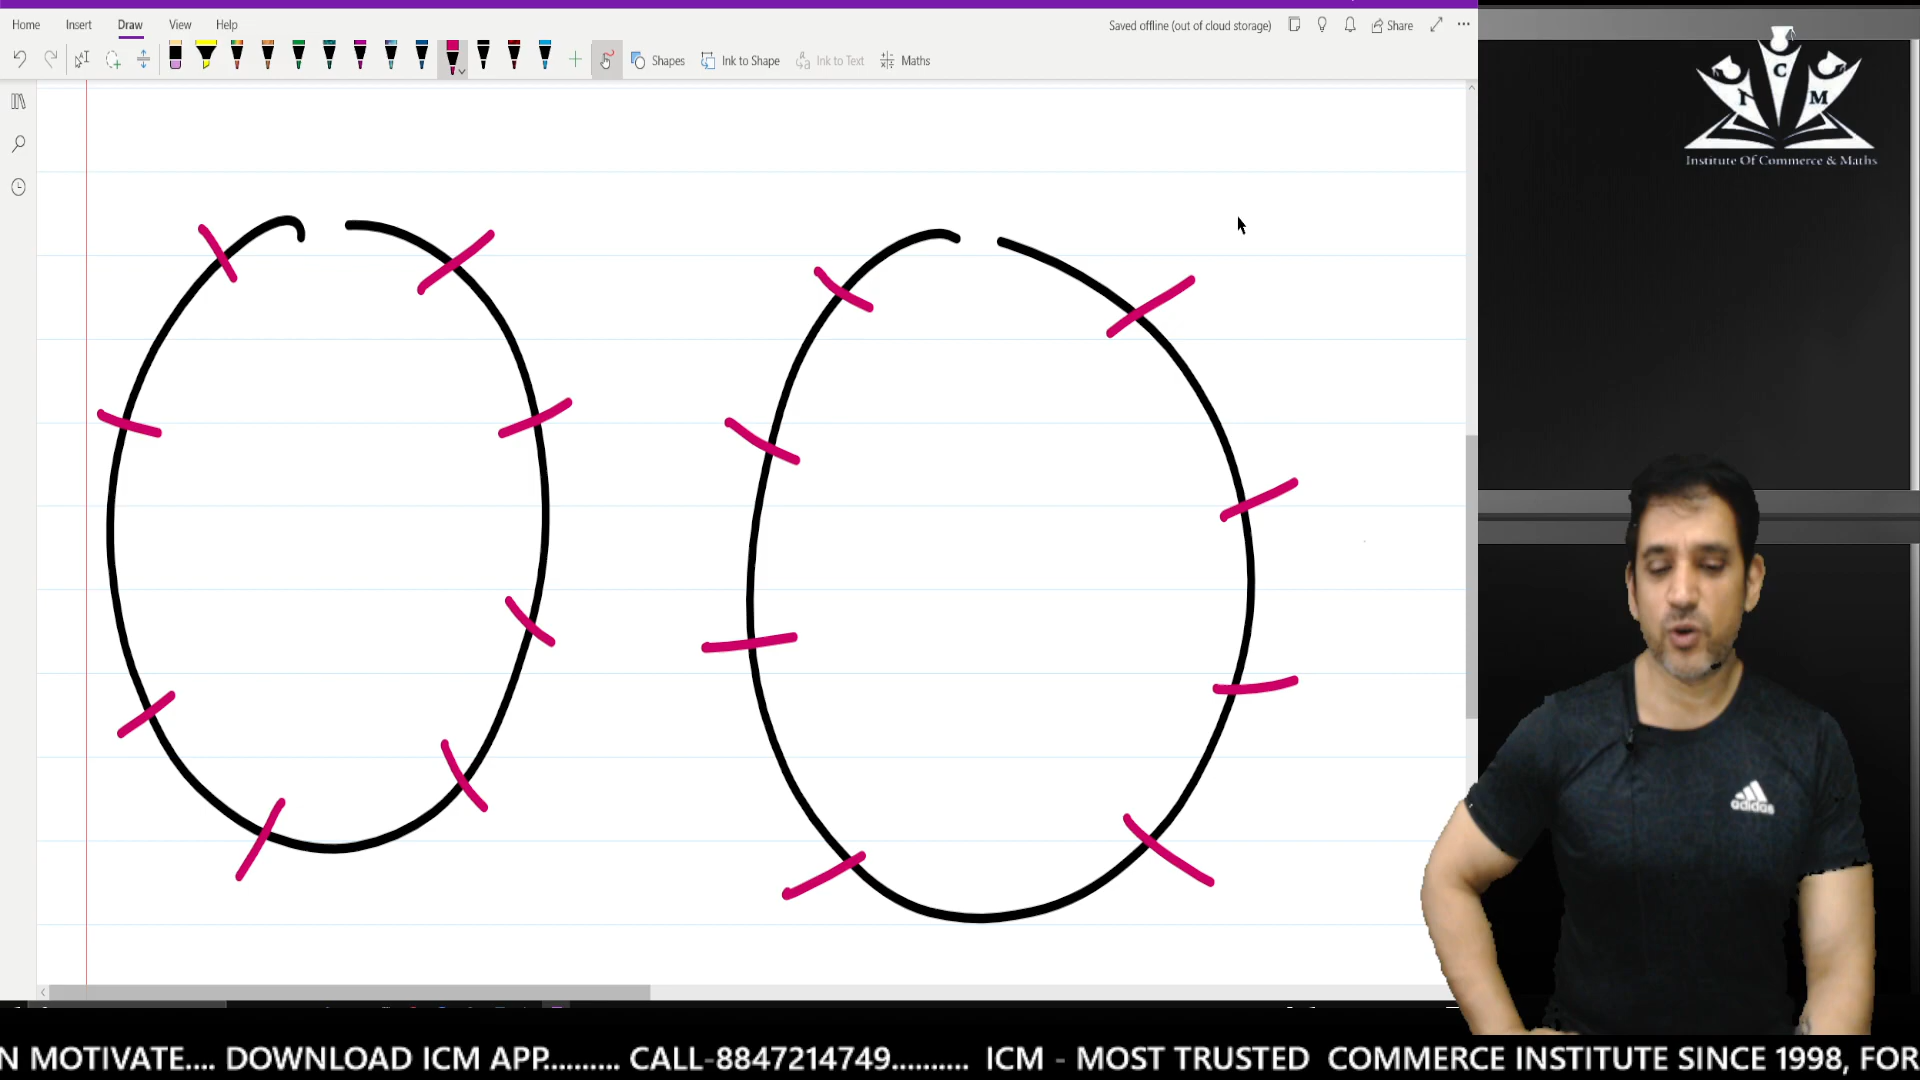 Home Insert Draw View Help
Saved offline (out of cloud storage) Share
Shapes Ink to Shape Ink to Text Maths
I C M
Institute Of Commerce & Maths
adidas
N MOTIVATE.... DOWNLOAD ICM APP.......... CALL-8847214749.......... ICM - MOST TRUSTED COMMERCE INSTITUTE SINCE 1998, FOR